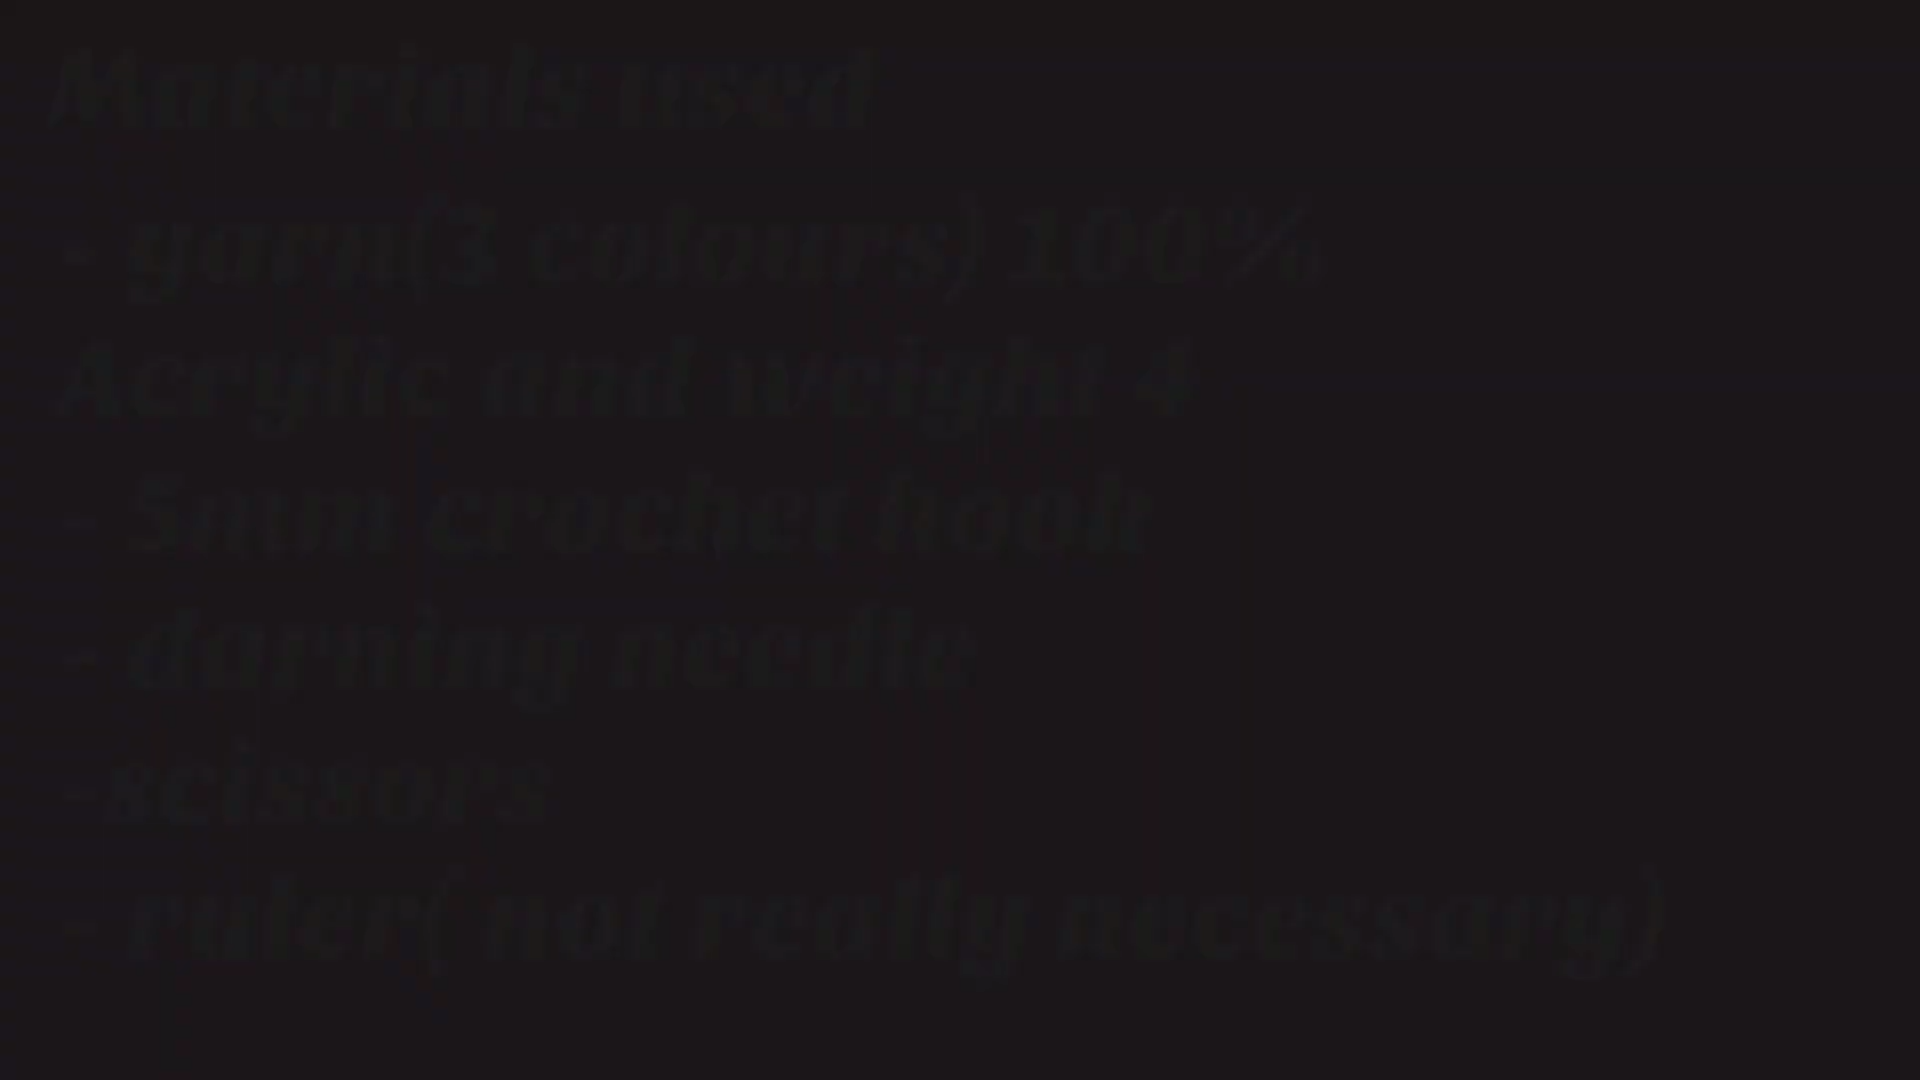 Materials used
- yarn(3 colours) 100%
Acrylic and weight 4
- 5mm crochet hook
- darning needle
-scissors
- ruler( not really necessary)